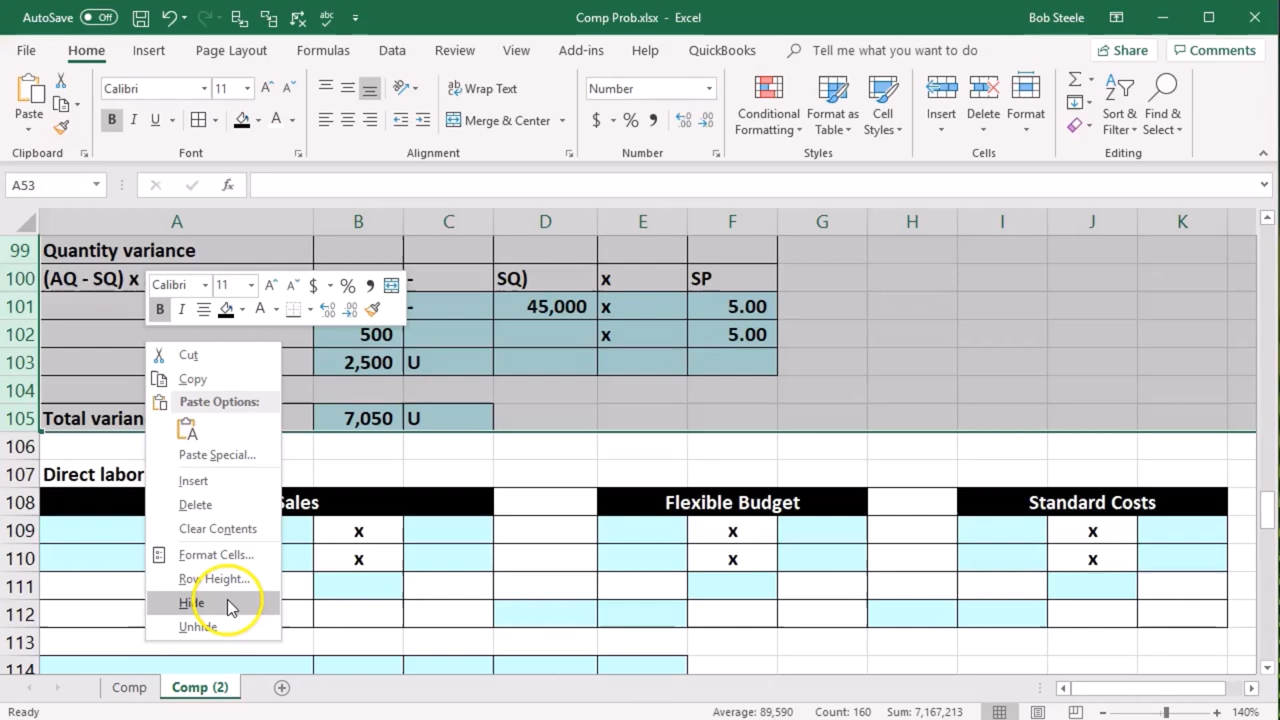 AutoSave Off Comp Prob.xlsx - Excel Bob Steele
File Home Insert Page Layout Formulas Data Review View Add-ins Help QuickBooks Tell me what you want to do Share Comments
Paste Calibri 11 A^ A˅ Wrap Text Number Conditional Formatting Format as Table Cell Styles Insert Delete Format Sort & Filter Find & Select
B I U A Merge & Center $ % ,
Clipboard Font Alignment Number Styles Cells Editing
A53 fx
A B C D E F G H I J K
99 Quantity variance
100 (AQ - SQ) x - SQ) x SP
101 - 45,000 x 5.00
102 500 x 5.00
103 2,500 U
104
105 Total varian 7,050 U
106
107 Direct labor
108 Sales Flexible Budget Standard Costs
109 x x x
110 x x x
111
112
113
114
Calibri 11 A^ A˅ $ % ,
B I A
Cut
Copy
Paste Options:
A
Paste Special...
Insert
Delete
Clear Contents
Format Cells...
Row Height...
Hide
Unhide
Comp Comp (2)
Ready Average: 89,590 Count: 160 Sum: 7,167,213 140%